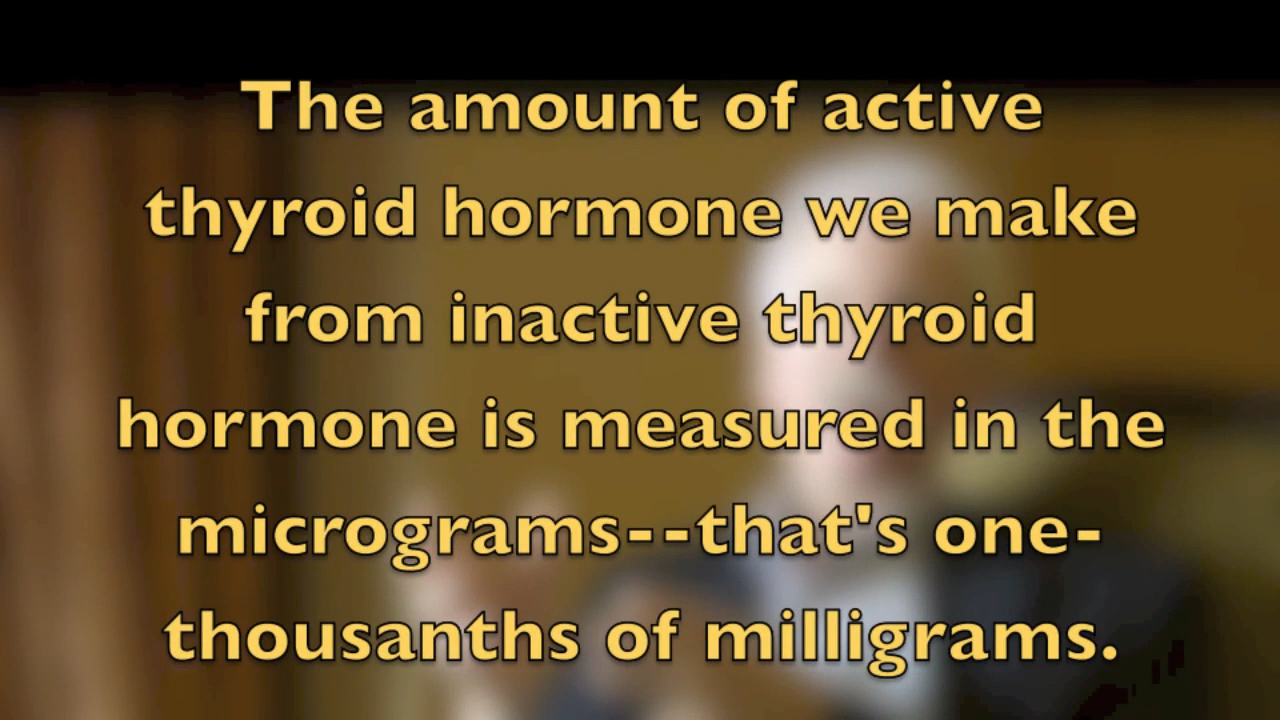 The amount of active
thyroid hormone we make
from inactive thyroid
hormone is measured in the
micrograms--that's one-
thousanths of milligrams.